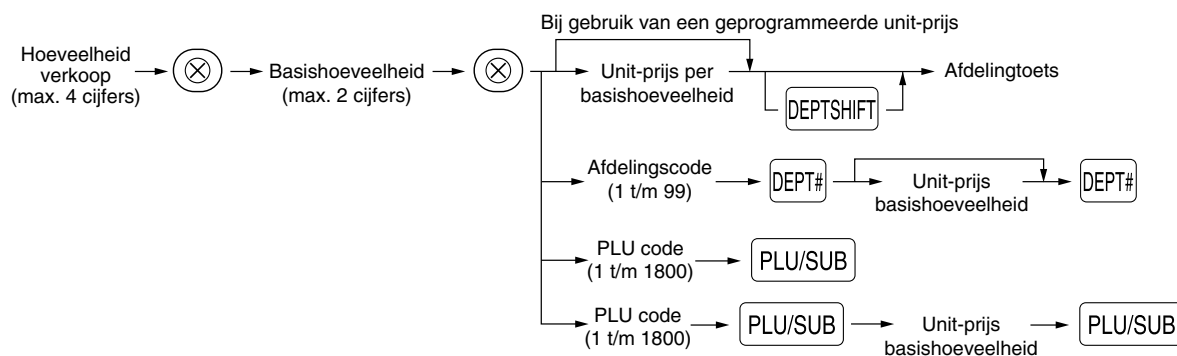 Bij gebruik van een geprogrammeerde unit-prijs
Hoeveelheid
verkoop
(max. 4 cijfers)
Basishoeveelheid
(max. 2 cijfers)
Unit-prijs per
basishoeveelheid
DEPTSHIFT
Afdelingtoets
Afdelingscode
(1 t/m 99)
DEPT#
Unit-prijs
basishoeveelheid
DEPT#
PLU code
(1 t/m 1800)
PLU/SUB
PLU code
(1 t/m 1800)
PLU/SUB
Unit-prijs
basishoeveelheid
PLU/SUB